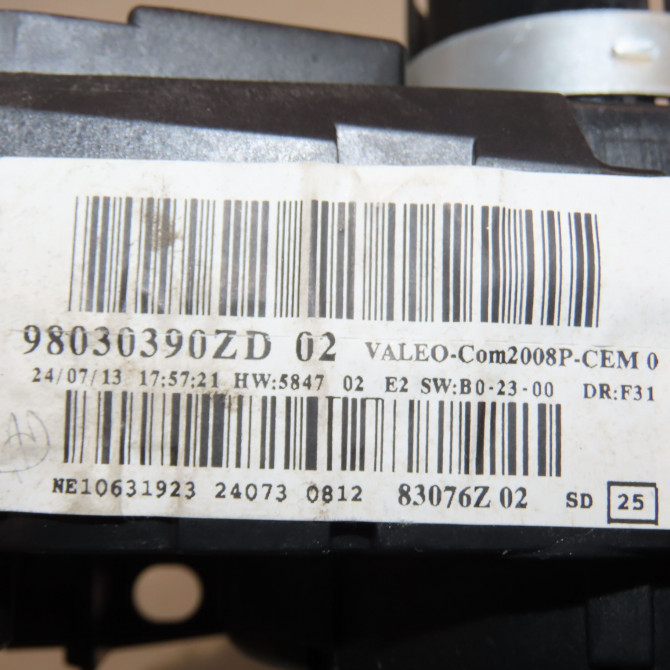 98030390ZD 02 VALEO-Com2008P-CEM 0
24/07/13 17:57:21 HW:5847 02 E2 SW:B0-23-00 DR:F31
NE10631923 24073 0812 83076Z 02 SD 25